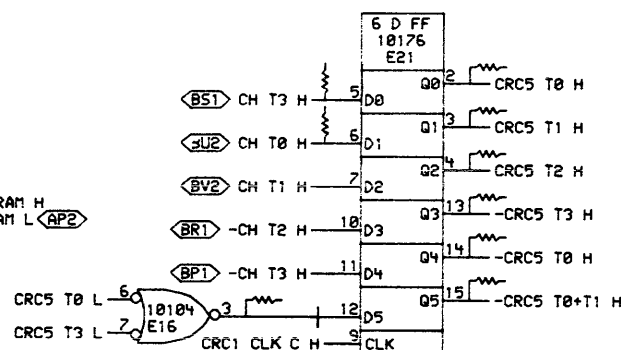 6 D FF
10176
E21
BS1 CH T3 H 5 D0 Q0 2 CRC5 T0 H
BU2 CH T0 H 6 D1 Q1 3 CRC5 T1 H
BV2 CH T1 H 7 D2 Q2 4 CRC5 T2 H
RAM H
AM L AP2
BR1 -CH T2 H 10 D3 Q3 13 -CRC5 T3 H
BP1 -CH T3 H 11 D4 Q4 14 -CRC5 T0 H
CRC5 T0 L 6 10104 3 12 D5 Q5 15 -CRC5 T0+T1 H
CRC5 T3 L 7 E16
CRC1 CLK C H 9 CLK